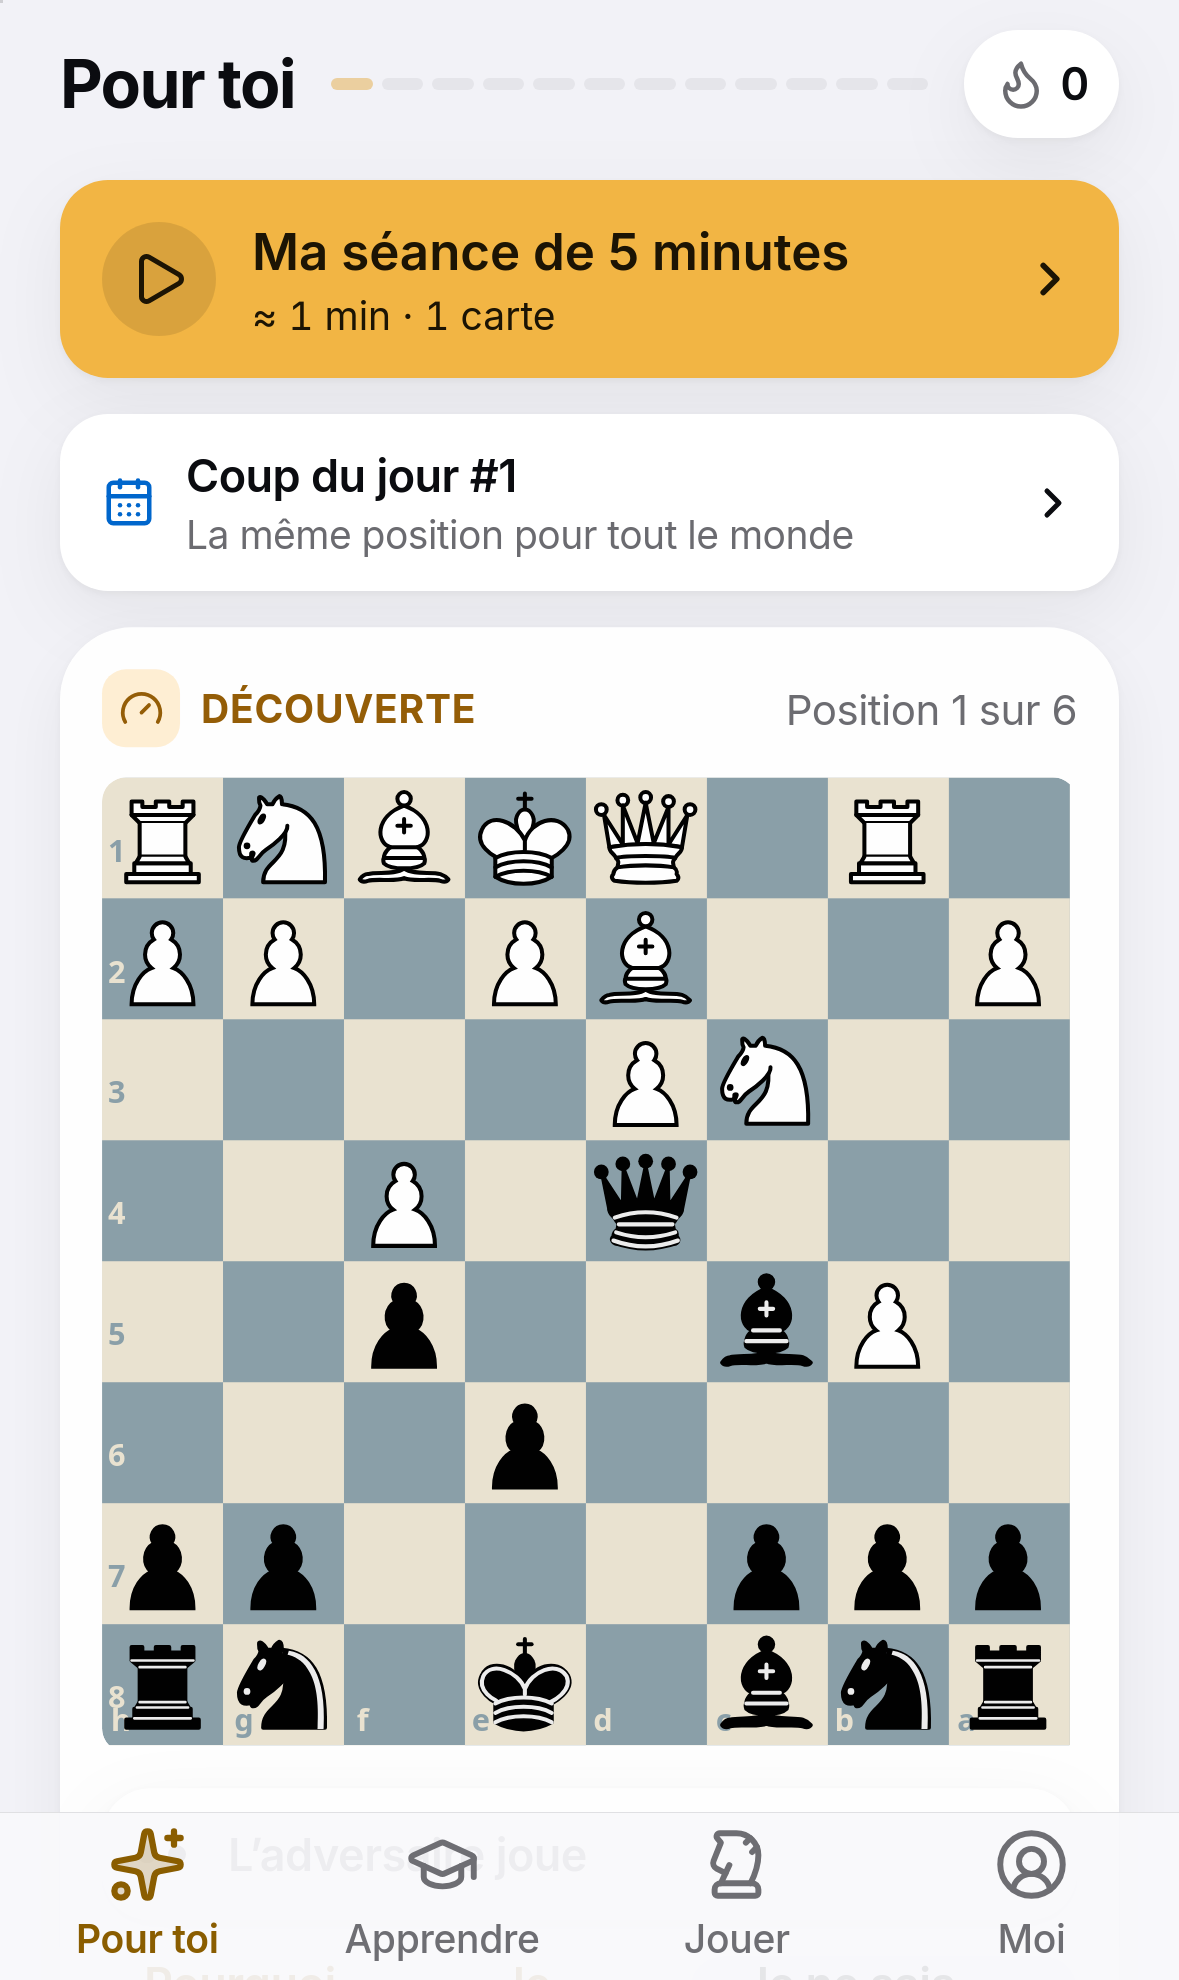 Pour toi
0
Ma séance de 5 minutes
≈ 1 min · 1 carte
Coup du jour #1
La même position pour tout le monde
DÉCOUVERTE
Position 1 sur 6
1
2
3
4
5
6
7
8
h g f e d c b a
L’adversaire joue
Pour toi Apprendre Jouer Moi